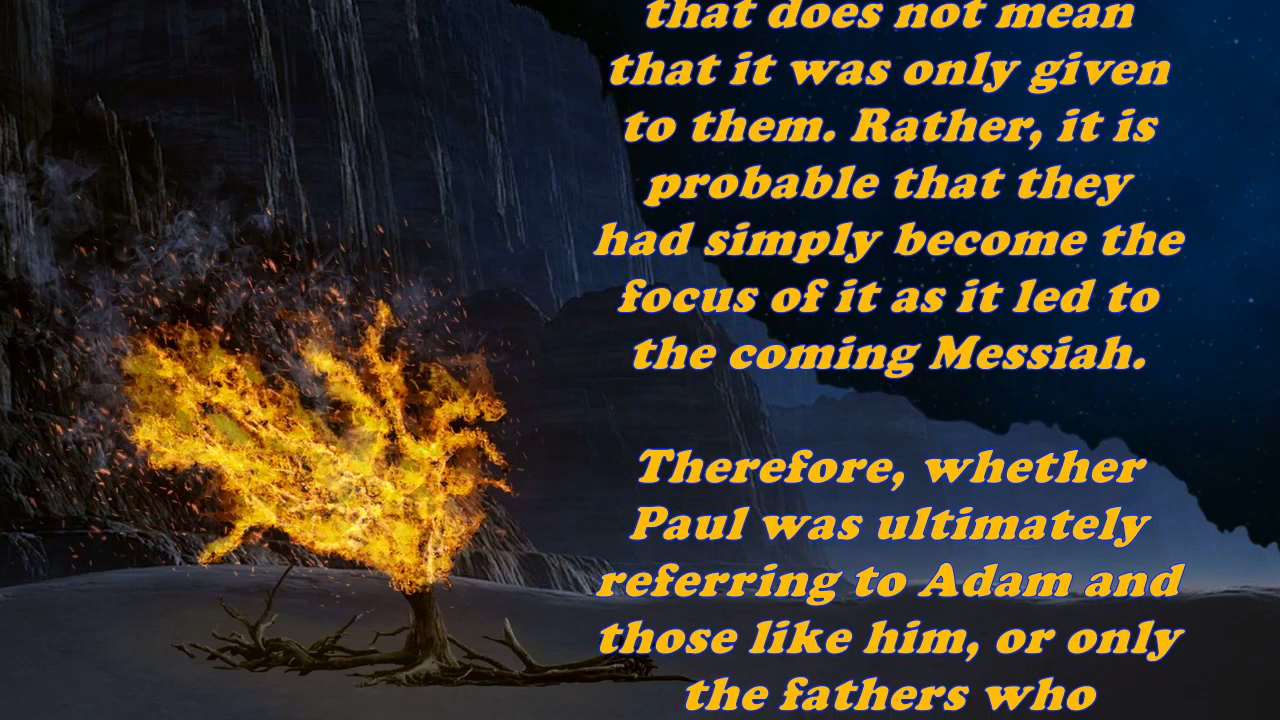 that does not mean
that it was only given
to them. Rather, it is
probable that they
had simply become the
focus of it as it led to
the coming Messiah.
Therefore, whether
Paul was ultimately
referring to Adam and
those like him, or only
the fathers who